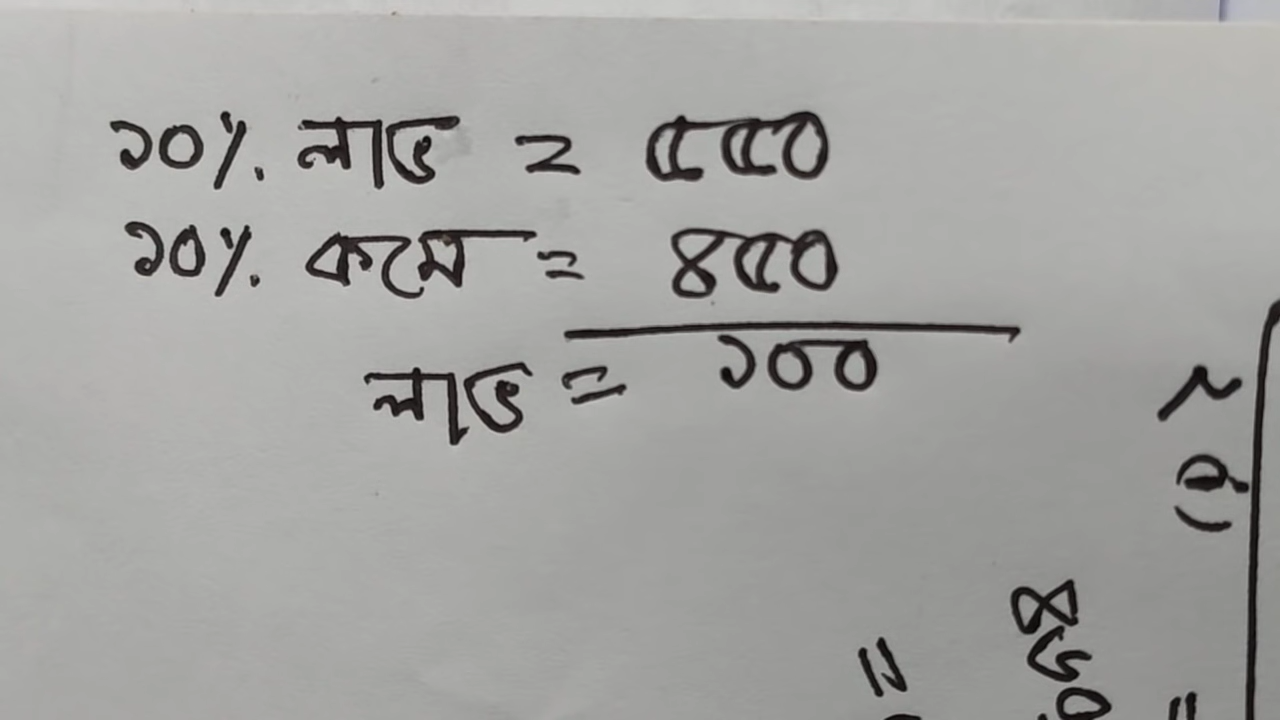 ১০%. লাভ = ৫৫০
১০%. কমে = ৪৫০
লাভ = ১০০